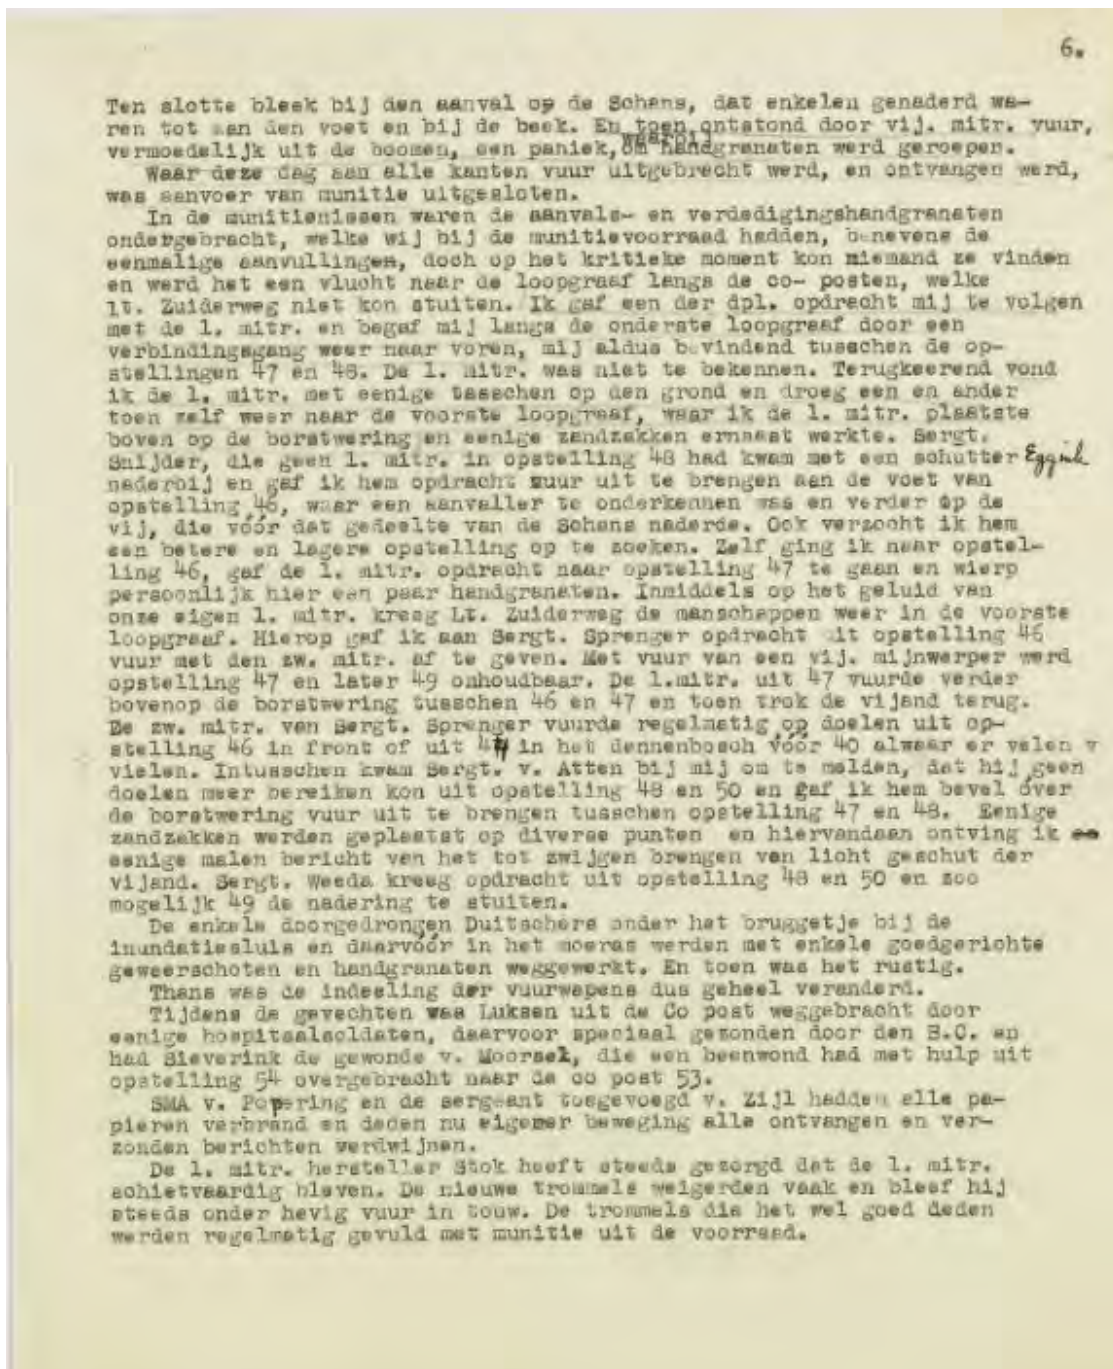 6.
Ten slotte bleek bij den aanval op de Schans, dat enkelen genaderd wa-
ren tot aan den voet en bij de beek. En toen ontstond door vij. mitr. vuur,
waarbij
vermoedelijk uit de boomen, een paniek, om handgranaten werd geroepen.
Waar deze dag aan alle kanten vuur uitgebracht werd, en ontvangen werd,
was aanvoer van munitie uitgesloten.
In de munitienissen waren de aanvals- en verdedigingshandgranaten
ondergebracht, welke wij bij de munitievoorraad hadden, benevens de
eenmalige aanvullingen, doch op het kritieke moment kon niemand ze vinden
en werd het een vlucht naar de loopgraaf langs de co- posten, welke
lt. Zuiderweg niet kon stuiten. Ik gaf een der dpl. opdracht mij te volgen
met de l. mitr. en begaf mij langs de onderste loopgraaf door een
verbindingsgang weer naar voren, mij aldus bevindend tusschen de op-
stellingen 47 en 48. De l. mitr. was niet te bekennen. Terugkeerend vond
ik de l. mitr. met eenige tasschen op den grond en droeg een en ander
toen zelf weer naar de voorste loopgraaf, waar ik de l. mitr. plaatste
boven op de borstwering en eenige zandzakken ernaast werkte. Sergt.
Snijder, die geen l. mitr. in opstelling 48 had kwam met een schutter
naderbij en gaf ik hem opdracht vuur uit te brengen aan de voet van
opstelling 46, waar een aanvaller te onderkennen was en verder op de
vij, die vóór dat gedeelte van de Schans naderde. Ook verzocht ik hem
een betere en lagere opstelling op te zoeken. Zelf ging ik naar opstel-
ling 46, gaf de l. mitr. opdracht naar opstelling 47 te gaan en wierp
persoonlijk hier een paar handgranaten. Inmiddels op het geluid van
onze eigen l. mitr. kreeg Lt. Zuiderweg de manschappen weer in de voorste
loopgraaf. Hierop gaf ik aan Sergt. Sprenger opdracht uit opstelling 46
vuur met den zw. mitr. af te geven. Met vuur van een vij. mijnwerper werd
opstelling 47 en later 49 onhoudbaar. De l.mitr. uit 47 vuurde verder
bovenop de borstwering tusschen 46 en 47 en toen trok de vijand terug.
De zw. mitr. van Sergt. Sprenger vuurde regelmatig op doelen uit op-
stelling 46 in front of uit 44 in het dennenbosch vóór 40 alwaar er velen v
vielen. Intusschen kwam Sergt. v. Atten bij mij om te melden, dat hij geen
doelen meer bereiken kon uit opstelling 48 en 50 en gaf ik hem bevel over
de borstwering vuur uit te brengen tusschen opstelling 47 en 48. Eenige
zandzakken werden geplaatst op diverse punten en hiervandaan ontving ik
eenige malen bericht van het tot zwijgen brengen van licht geschut der
vijand. Sergt. Weeda kreeg opdracht uit opstelling 48 en 50 en zoo
mogelijk 49 de nadering te stuiten.
De enkele doorgedrongen Duitschers onder het bruggetje bij de
inundatiesluis en daarvóór in het moeras werden met enkele goedgerichte
geweerschoten en handgranaten weggewerkt. En toen was het rustig.
Thans was de indeeling der vuurwapens dus geheel veranderd.
Tijdens de gevechten was Luksen uit de Co post weggebracht door
eenige hospitaalsoldaten, daarvoor speciaal gezonden door den B.C. en
had Sieverink de gewonde v. Moorsel, die een beenwond had met hulp uit
opstelling 54 overgebracht naar de co post 53.
SMA v. Popering en de sergeant toegevoegd v. Zijl hadden alle pa-
pieren verbrand en deden nu eigener beweging alle ontvangen en ver-
zonden berichten verdwijnen.
De l. mitr. hersteller Stok heeft steeds gezorgd dat de l. mitr.
schietvaardig bleven. De nieuwe trommels weigerden vaak en bleef hij
steeds onder hevig vuur in touw. De trommels die het wel goed deden
werden regelmatig gevuld met munitie uit de voorraad.